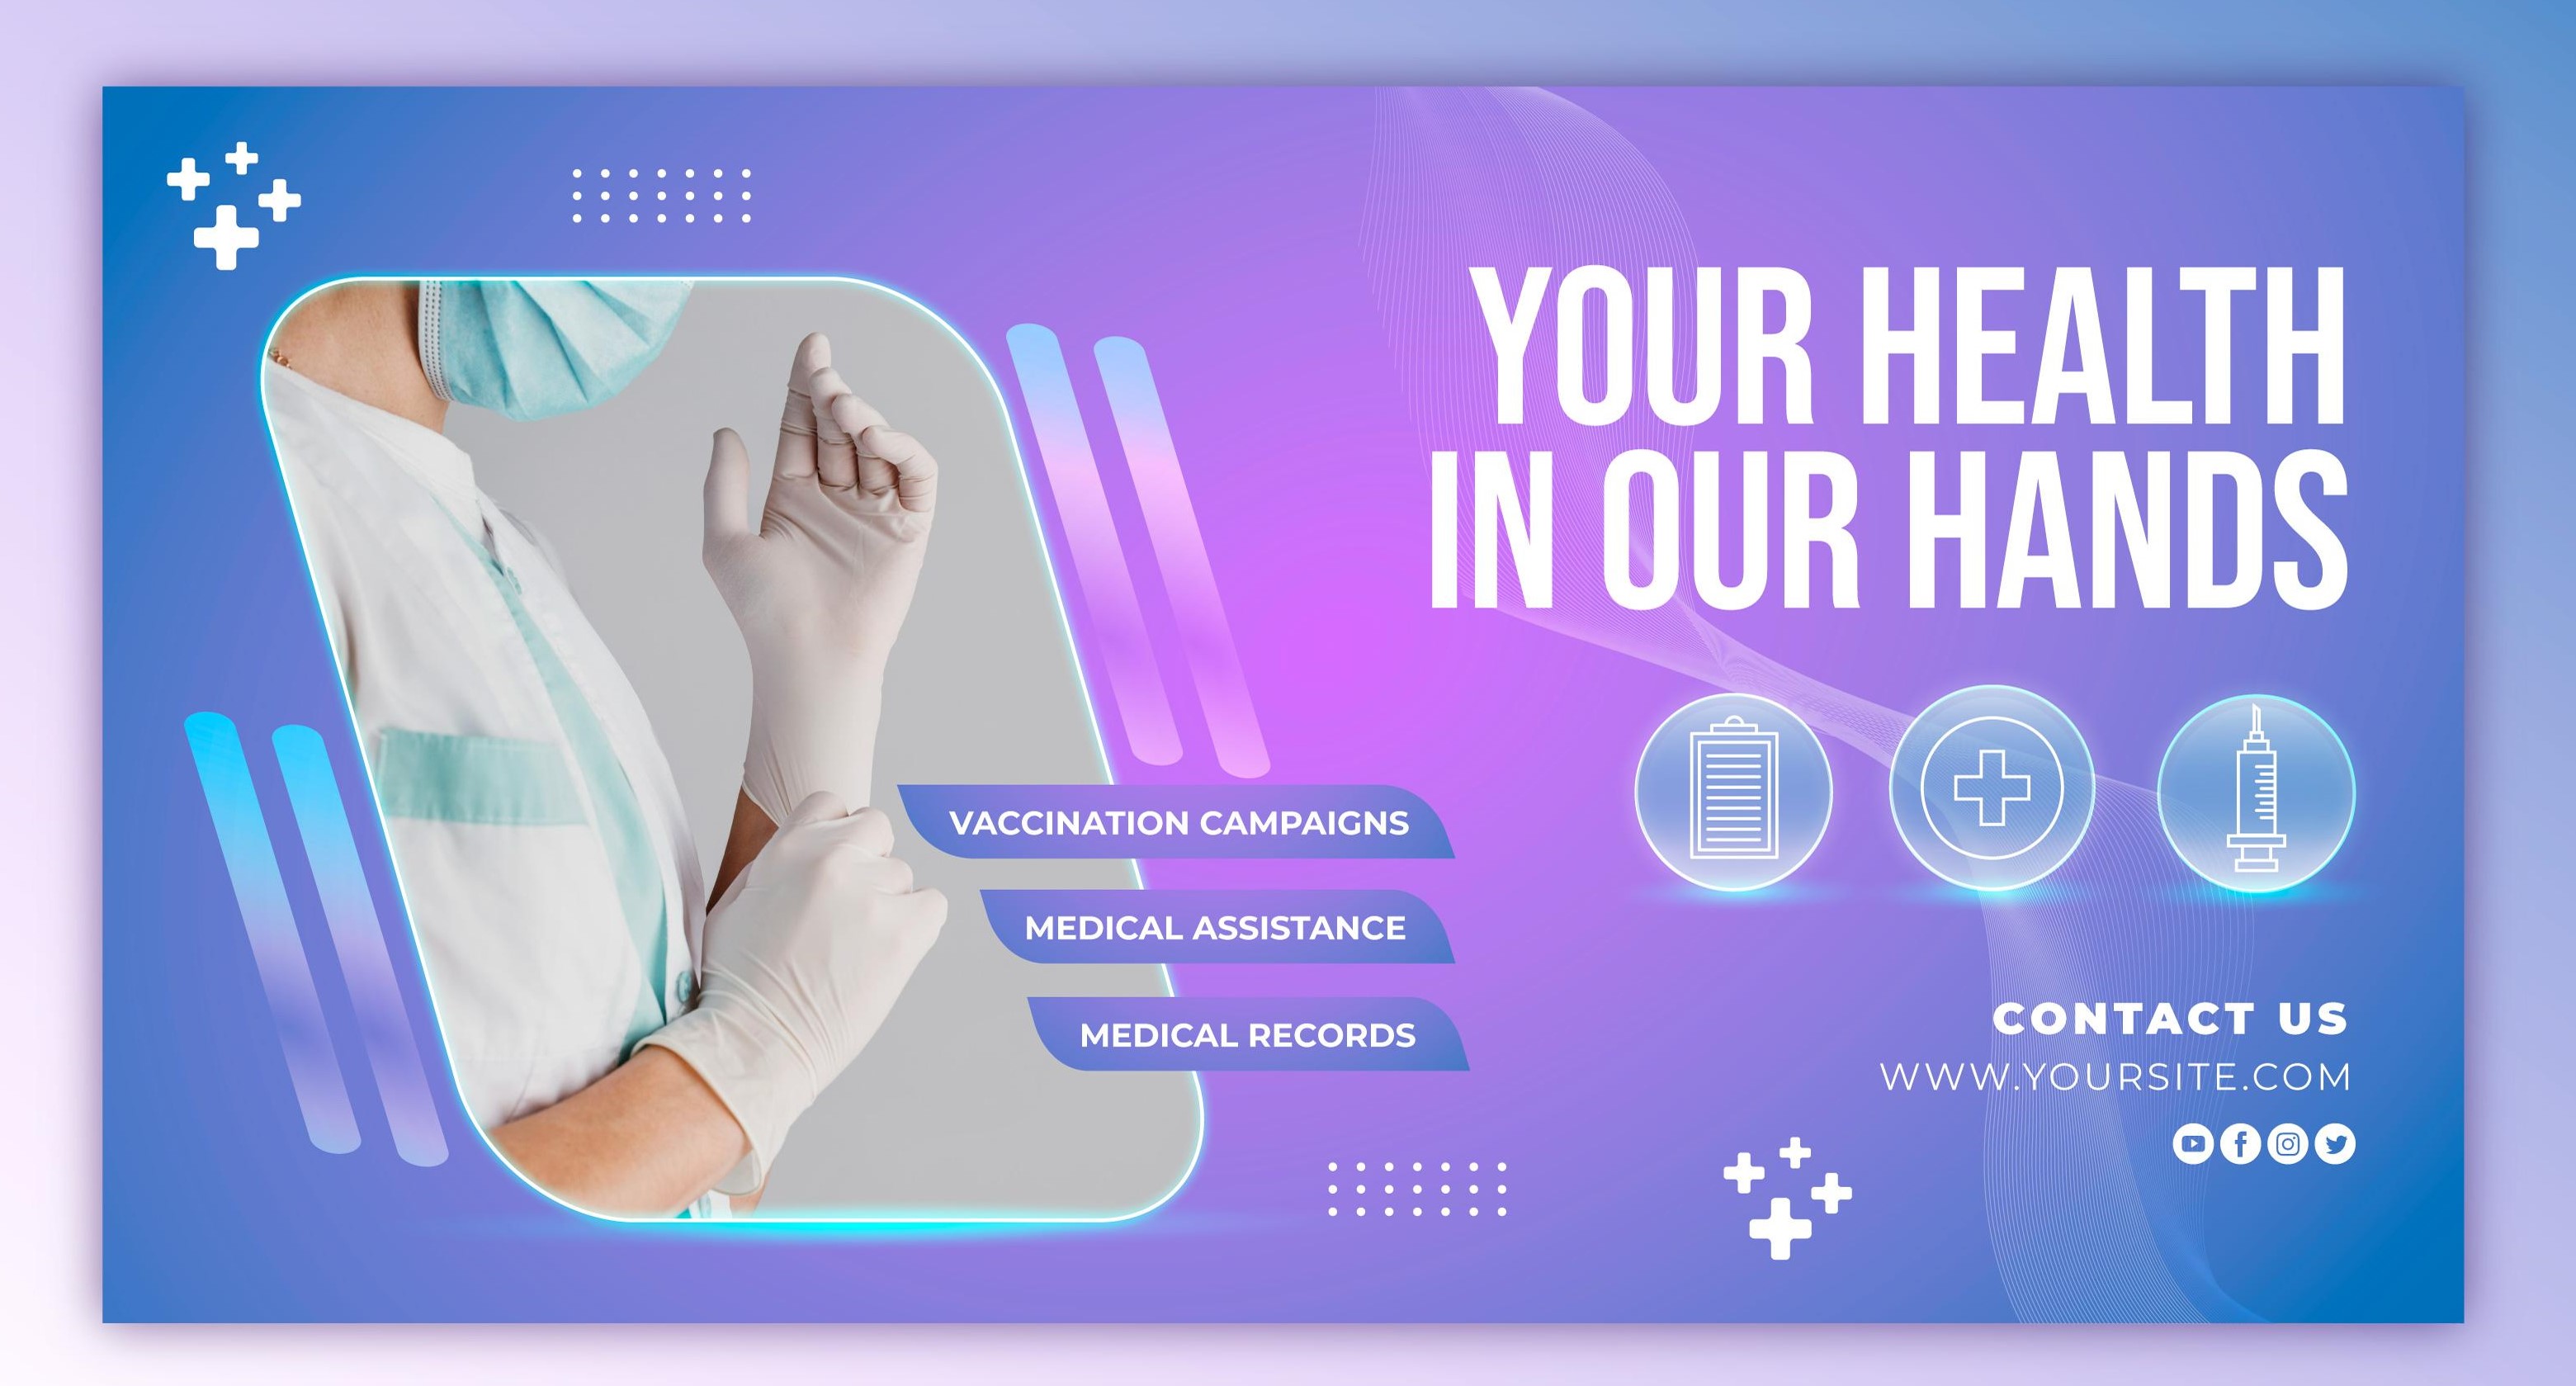 YOUR HEALTH
IN OUR HANDS
VACCINATION CAMPAIGNS
MEDICAL ASSISTANCE
MEDICAL RECORDS
CONTACT US
WWW.YOURSITE.COM